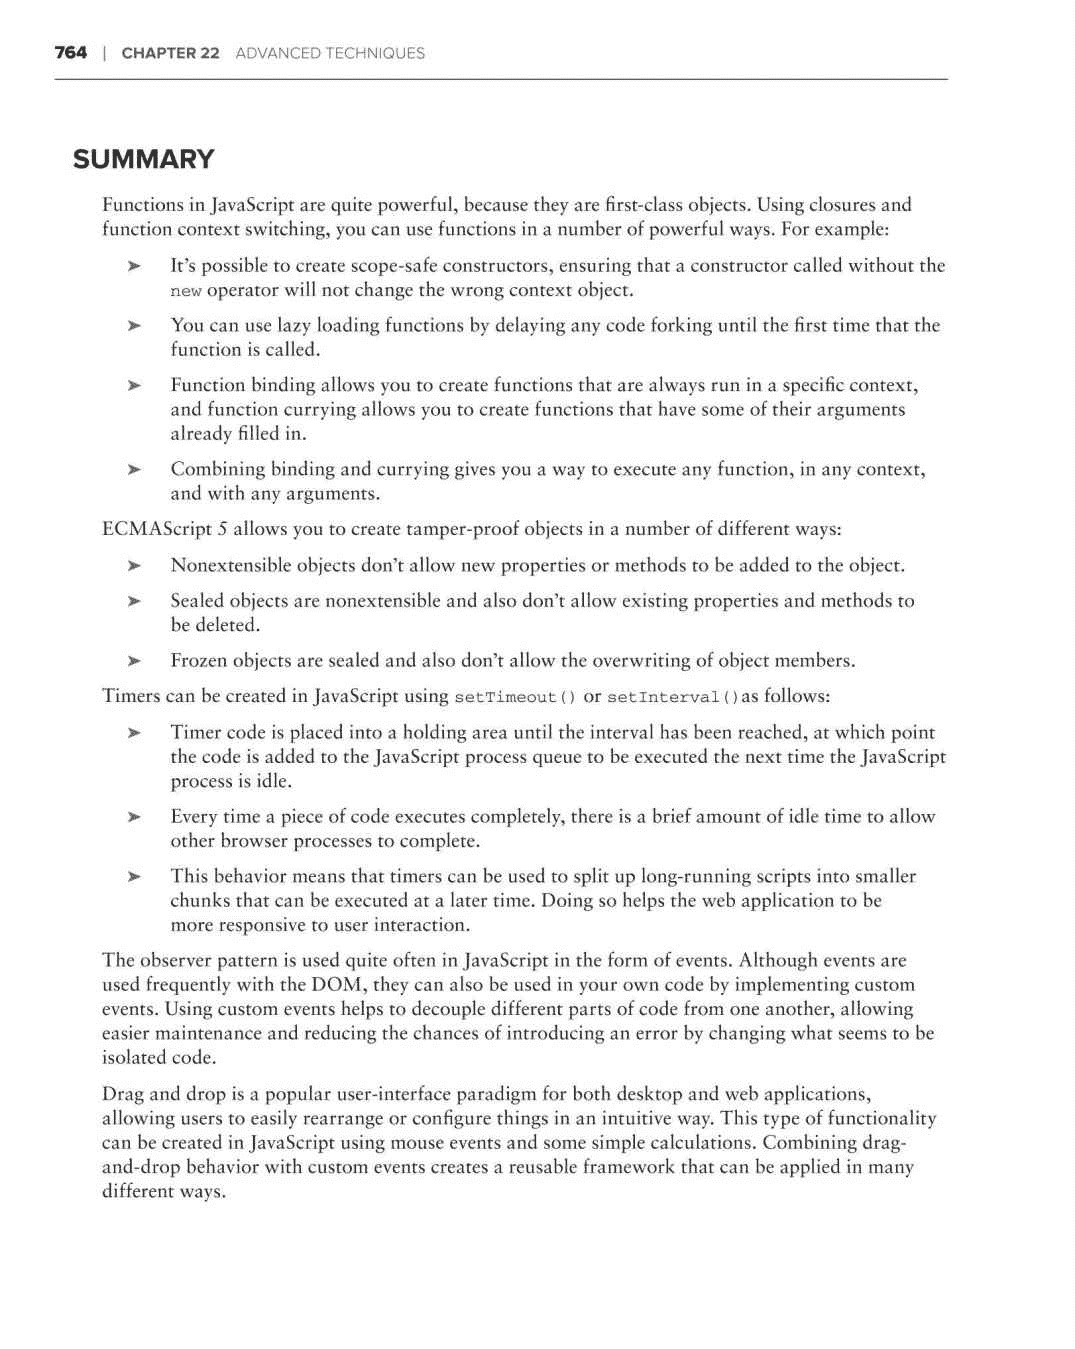 764 | CHAPTER 22 ADVANCED TECHNIQUES
SUMMARY
Functions in JavaScript are quite powerful, because they are first-class objects. Using closures and
function context switching, you can use functions in a number of powerful ways. For example:
➤ It's possible to create scope-safe constructors, ensuring that a constructor called without the
new operator will not change the wrong context object.
➤ You can use lazy loading functions by delaying any code forking until the first time that the
function is called.
➤ Function binding allows you to create functions that are always run in a specific context,
and function currying allows you to create functions that have some of their arguments
already filled in.
➤ Combining binding and currying gives you a way to execute any function, in any context,
and with any arguments.
ECMAScript 5 allows you to create tamper-proof objects in a number of different ways:
➤ Nonextensible objects don't allow new properties or methods to be added to the object.
➤ Sealed objects are nonextensible and also don't allow existing properties and methods to
be deleted.
➤ Frozen objects are sealed and also don't allow the overwriting of object members.
Timers can be created in JavaScript using setTimeout() or setInterval()as follows:
➤ Timer code is placed into a holding area until the interval has been reached, at which point
the code is added to the JavaScript process queue to be executed the next time the JavaScript
process is idle.
➤ Every time a piece of code executes completely, there is a brief amount of idle time to allow
other browser processes to complete.
➤ This behavior means that timers can be used to split up long-running scripts into smaller
chunks that can be executed at a later time. Doing so helps the web application to be
more responsive to user interaction.
The observer pattern is used quite often in JavaScript in the form of events. Although events are
used frequently with the DOM, they can also be used in your own code by implementing custom
events. Using custom events helps to decouple different parts of code from one another, allowing
easier maintenance and reducing the chances of introducing an error by changing what seems to be
isolated code.
Drag and drop is a popular user-interface paradigm for both desktop and web applications,
allowing users to easily rearrange or configure things in an intuitive way. This type of functionality
can be created in JavaScript using mouse events and some simple calculations. Combining drag-
and-drop behavior with custom events creates a reusable framework that can be applied in many
different ways.